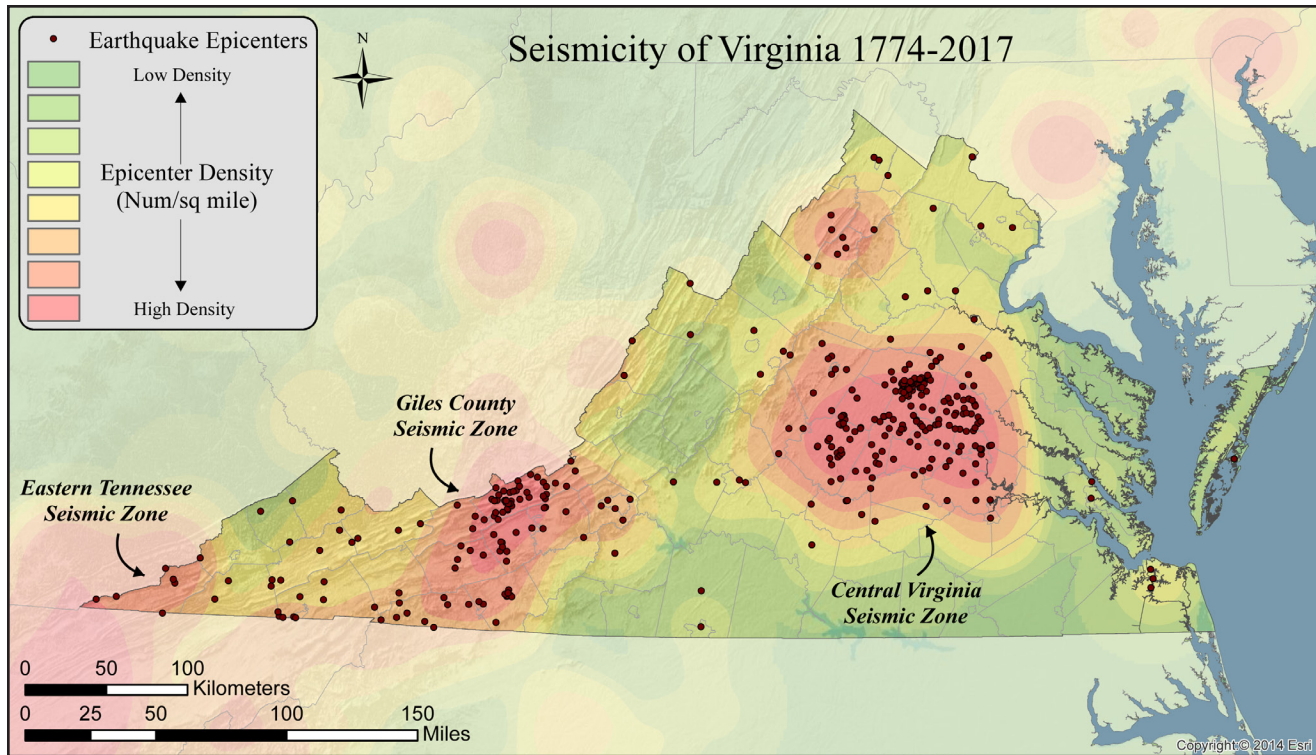 Seismicity of Virginia 1774-2017
N
Earthquake Epicenters
Low Density
Epicenter Density
(Num/sq mile)
High Density
Giles County
Seismic Zone
Eastern Tennessee
Seismic Zone
Central Virginia
Seismic Zone
0 50 100
Kilometers
0 25 50 100 150
Miles
Copyright:© 2014 Esri